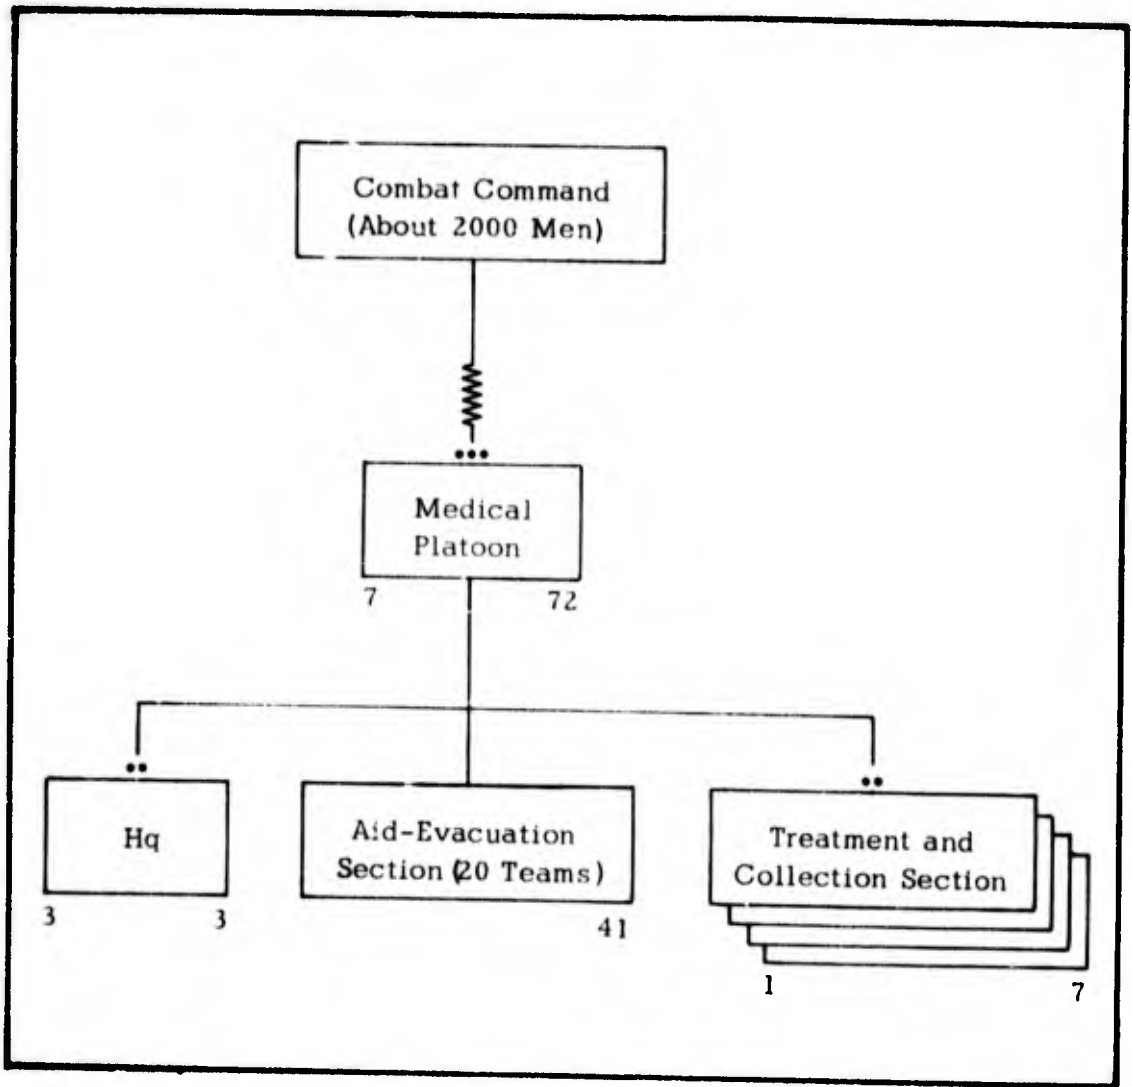 Combat Command
(About 2000 Men)
Medical
Platoon
7 72
Hq
3 3
Aid-Evacuation
Section (20 Teams)
41
Treatment and
Collection Section
1 7